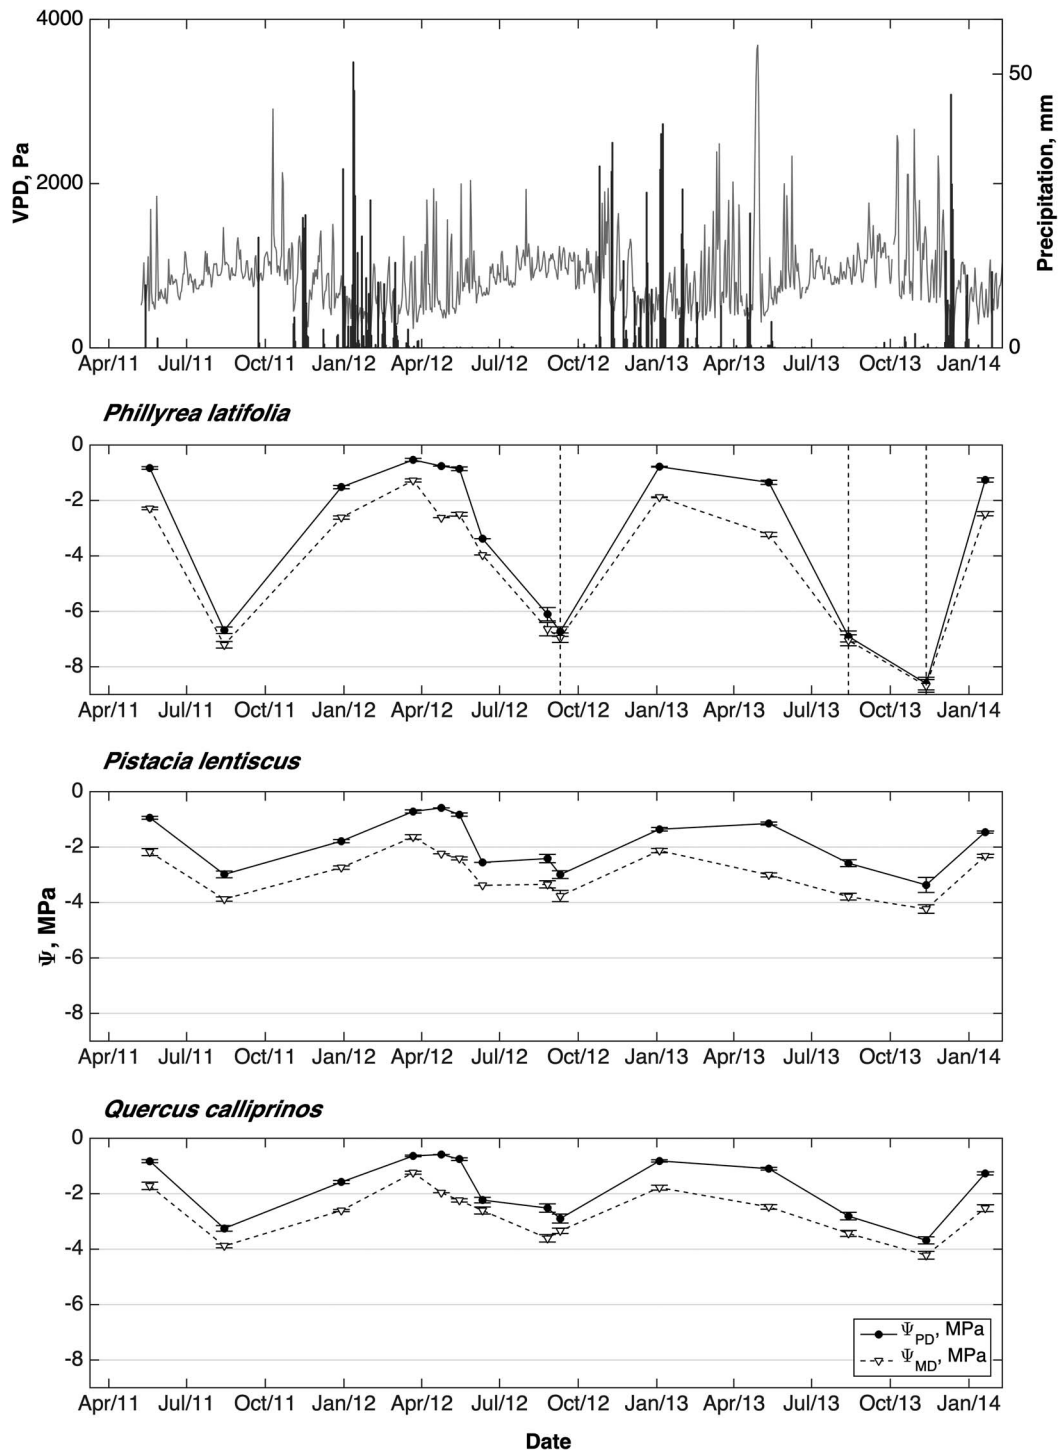 4000
2000
0
VPD, Pa
50
0
Precipitation, mm
Apr/11 Jul/11 Oct/11 Jan/12 Apr/12 Jul/12 Oct/12 Jan/13 Apr/13 Jul/13 Oct/13 Jan/14
Phillyrea latifolia
0
-2
-4
-6
-8
Apr/11 Jul/11 Oct/11 Jan/12 Apr/12 Jul/12 Oct/12 Jan/13 Apr/13 Jul/13 Oct/13 Jan/14
Pistacia lentiscus
0
-2
-4
-6
-8
Ψ, MPa
Apr/11 Jul/11 Oct/11 Jan/12 Apr/12 Jul/12 Oct/12 Jan/13 Apr/13 Jul/13 Oct/13 Jan/14
Quercus calliprinos
0
-2
-4
-6
-8
Ψ_PD, MPa
Ψ_MD, MPa
Apr/11 Jul/11 Oct/11 Jan/12 Apr/12 Jul/12 Oct/12 Jan/13 Apr/13 Jul/13 Oct/13 Jan/14
Date